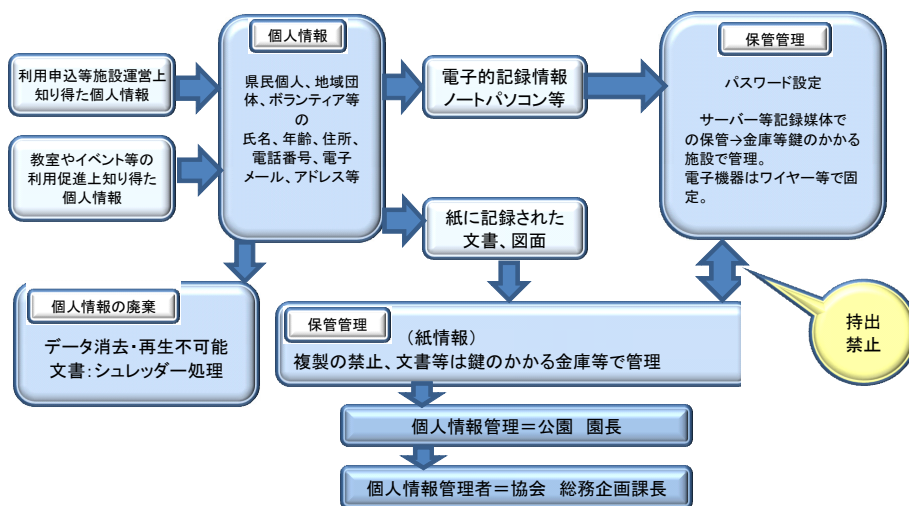 利用申込等施設運営上
知り得た個人情報
教室やイベント等の
利用促進上知り得た
個人情報
個人情報
県民個人、地域団
体、ボランティア等
の
氏名、年齢、住所、
電話番号、電子
メール、アドレス等
電子的記録情報
ノートパソコン等
紙に記録された
文書、図面
保管管理
パスワード設定
サーバー等記録媒体で
の保管→金庫等鍵のかかる
施設で管理。
電子機器はワイヤー等で固
定。
個人情報の廃棄
データ消去・再生不可能
文書:シュレッダー処理
保管管理
(紙情報)
複製の禁止、文書等は鍵のかかる金庫等で管理
持出
禁止
個人情報管理=公園 園長
個人情報管理者=協会 総務企画課長